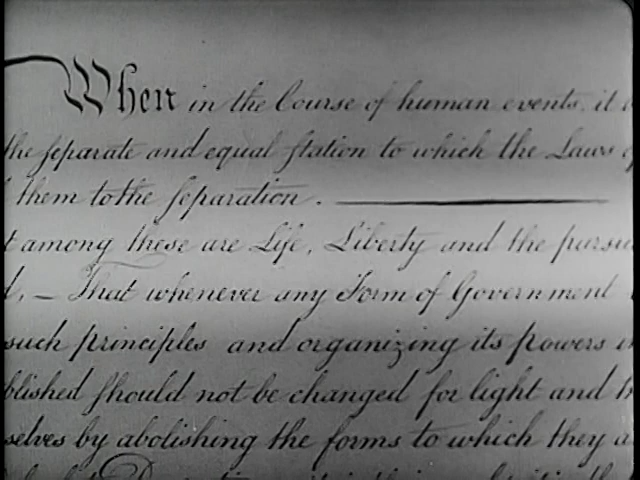 When in the Course of human events, it
the ſeparate and equal ſtation to which the Laws
them to the ſeparation.
among these are Life, Liberty and the pursu
d, — That whenever any Form of Government
such principles and organizing its powers
blished ſhould not be changed for light and
selves by abolishing the forms to which they a